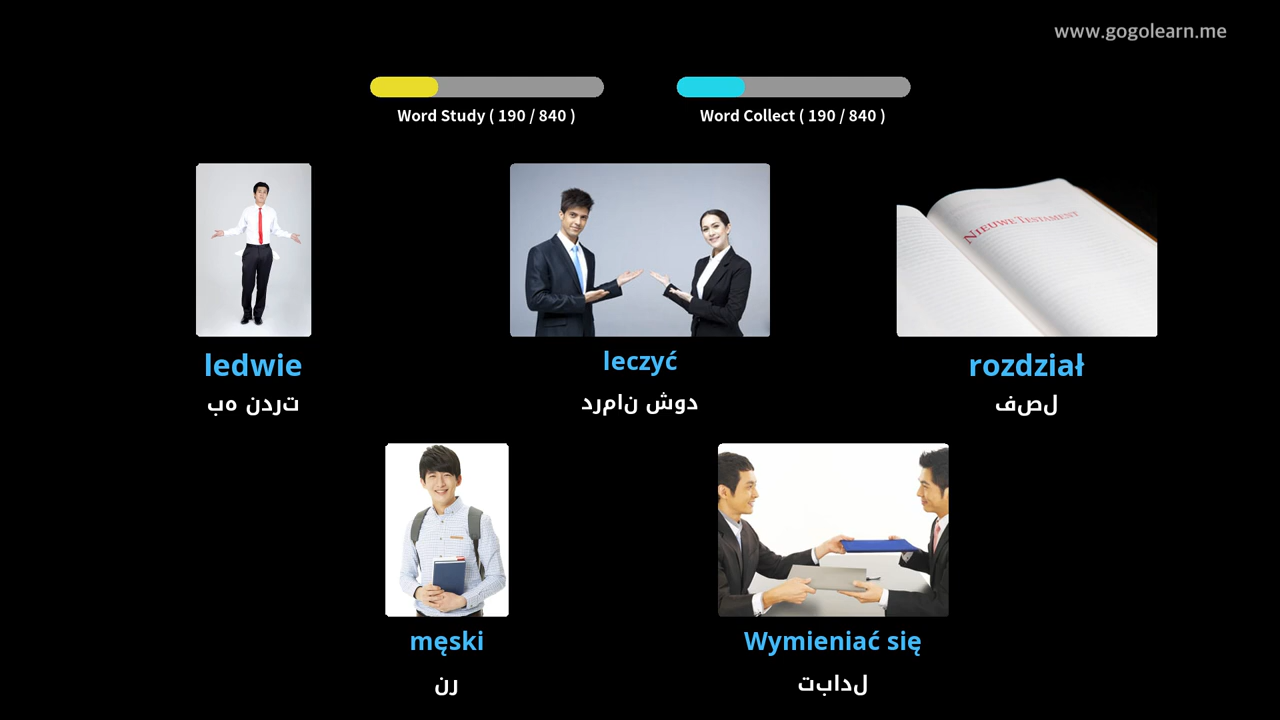 www.gogolearn.me
Word Study ( 190 / 840 )
Word Collect ( 190 / 840 )
ledwie
leczyć
rozdział
به ندرت
درمان شود
فصل
męski
Wymieniać się
نر
تبادل